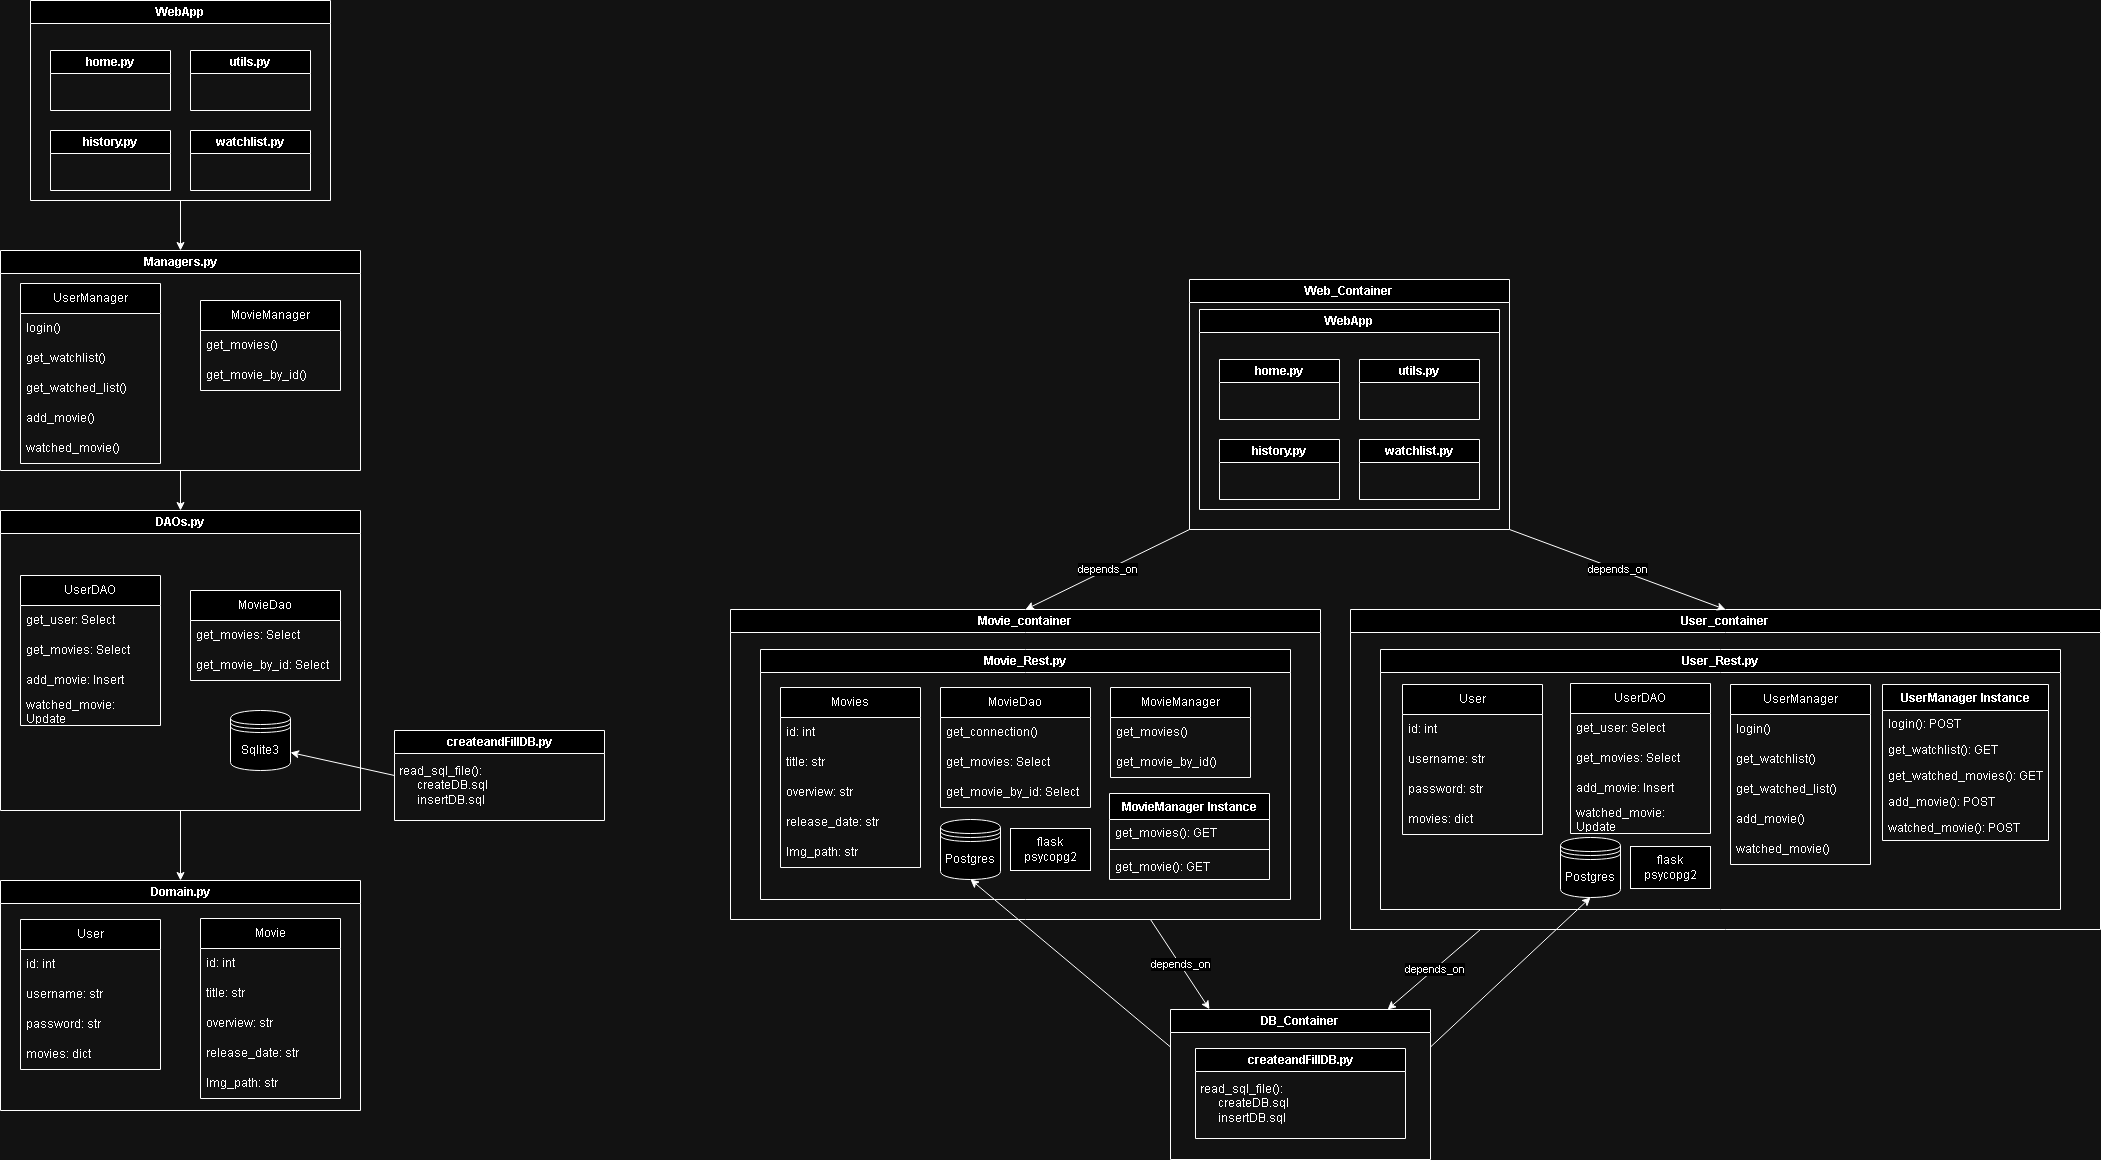 WebApp
home.py
utils.py
history.py
watchlist.py
Managers.py
UserManager
login()
get_watchlist()
get_watched_list()
add_movie()
watched_movie()
MovieManager
get_movies()
get_movie_by_id()
DAOs.py
UserDAO
get_user: Select
get_movies: Select
add_movie: Insert
watched_movie:
Update
MovieDao
get_movies: Select
get_movie_by_id: Select
Sqlite3
createandFillDB.py
read_sql_file():
createDB.sql
insertDB.sql
Domain.py
User
id: int
username: str
password: str
movies: dict
Movie
id: int
title: str
overview: str
release_date: str
Img_path: str
Web_Container
WebApp
home.py
utils.py
history.py
watchlist.py
depends_on
depends_on
Movie_container
Movie_Rest.py
Movies
id: int
title: str
overview: str
release_date: str
Img_path: str
MovieDao
get_connection()
get_movies: Select
get_movie_by_id: Select
Postgres
flask
psycopg2
MovieManager
get_movies()
get_movie_by_id()
MovieManager Instance
get_movies(): GET
get_movie(): GET
User_container
User_Rest.py
User
id: int
username: str
password: str
movies: dict
UserDAO
get_user: Select
get_movies: Select
add_movie: Insert
watched_movie:
Update
Postgres
flask
psycopg2
UserManager
login()
get_watchlist()
get_watched_list()
add_movie()
watched_movie()
UserManager Instance
login(): POST
get_watchlist(): GET
get_watched_movies(): GET
add_movie(): POST
watched_movie(): POST
depends_on
depends_on
DB_Container
createandFillDB.py
read_sql_file():
createDB.sql
insertDB.sql